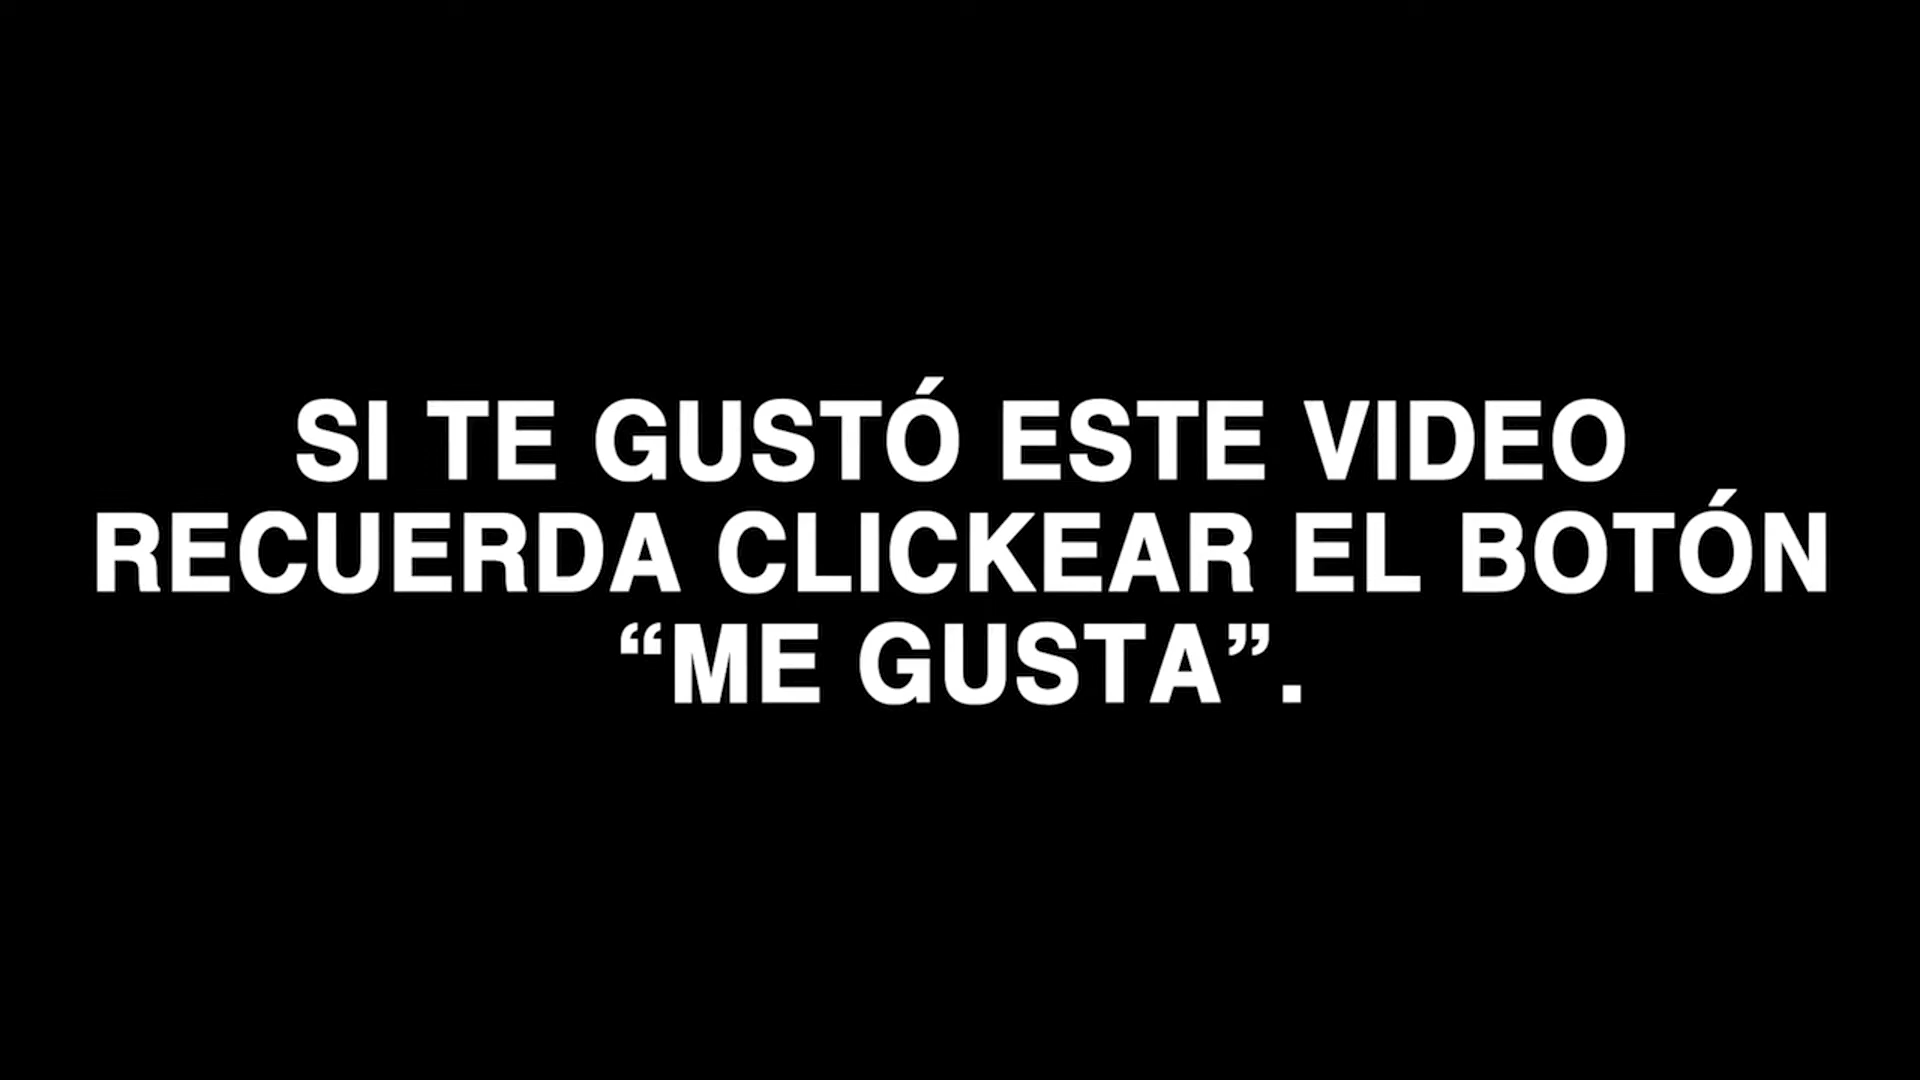 SI TE GUSTÓ ESTE VIDEO
RECUERDA CLICKEAR EL BOTÓN
“ME GUSTA”.